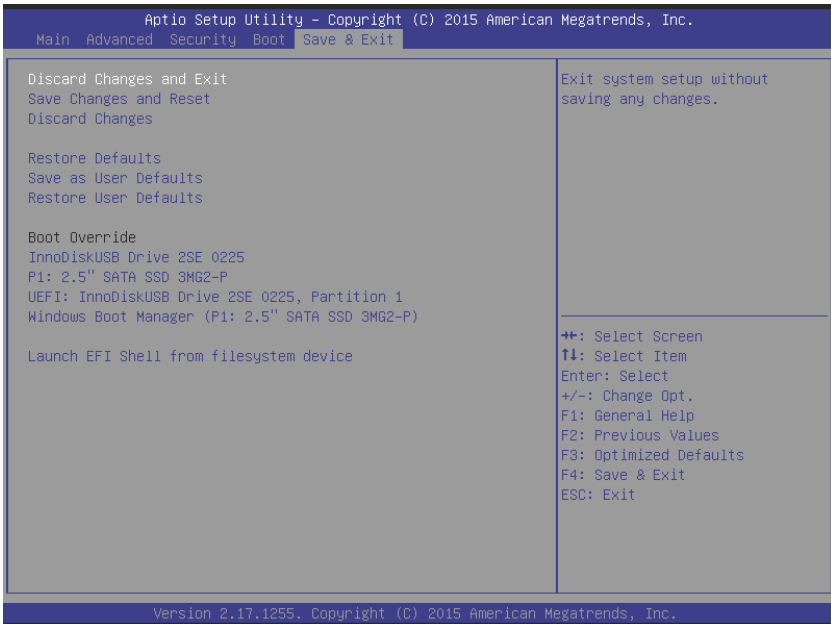 Aptio Setup Utility – Copyright (C) 2015 American Megatrends, Inc.
Main Advanced Security Boot Save & Exit
Discard Changes and Exit
Save Changes and Reset
Discard Changes
Restore Defaults
Save as User Defaults
Restore User Defaults
Boot Override
InnoDiskUSB Drive 2SE 0225
P1: 2.5" SATA SSD 3MG2-P
UEFI: InnoDiskUSB Drive 2SE 0225, Partition 1
Windows Boot Manager (P1: 2.5" SATA SSD 3MG2-P)
Launch EFI Shell from filesystem device
Exit system setup without
saving any changes.
→←: Select Screen
↑↓: Select Item
Enter: Select
+/-: Change Opt.
F1: General Help
F2: Previous Values
F3: Optimized Defaults
F4: Save & Exit
ESC: Exit
Version 2.17.1255. Copyright (C) 2015 American Megatrends, Inc.